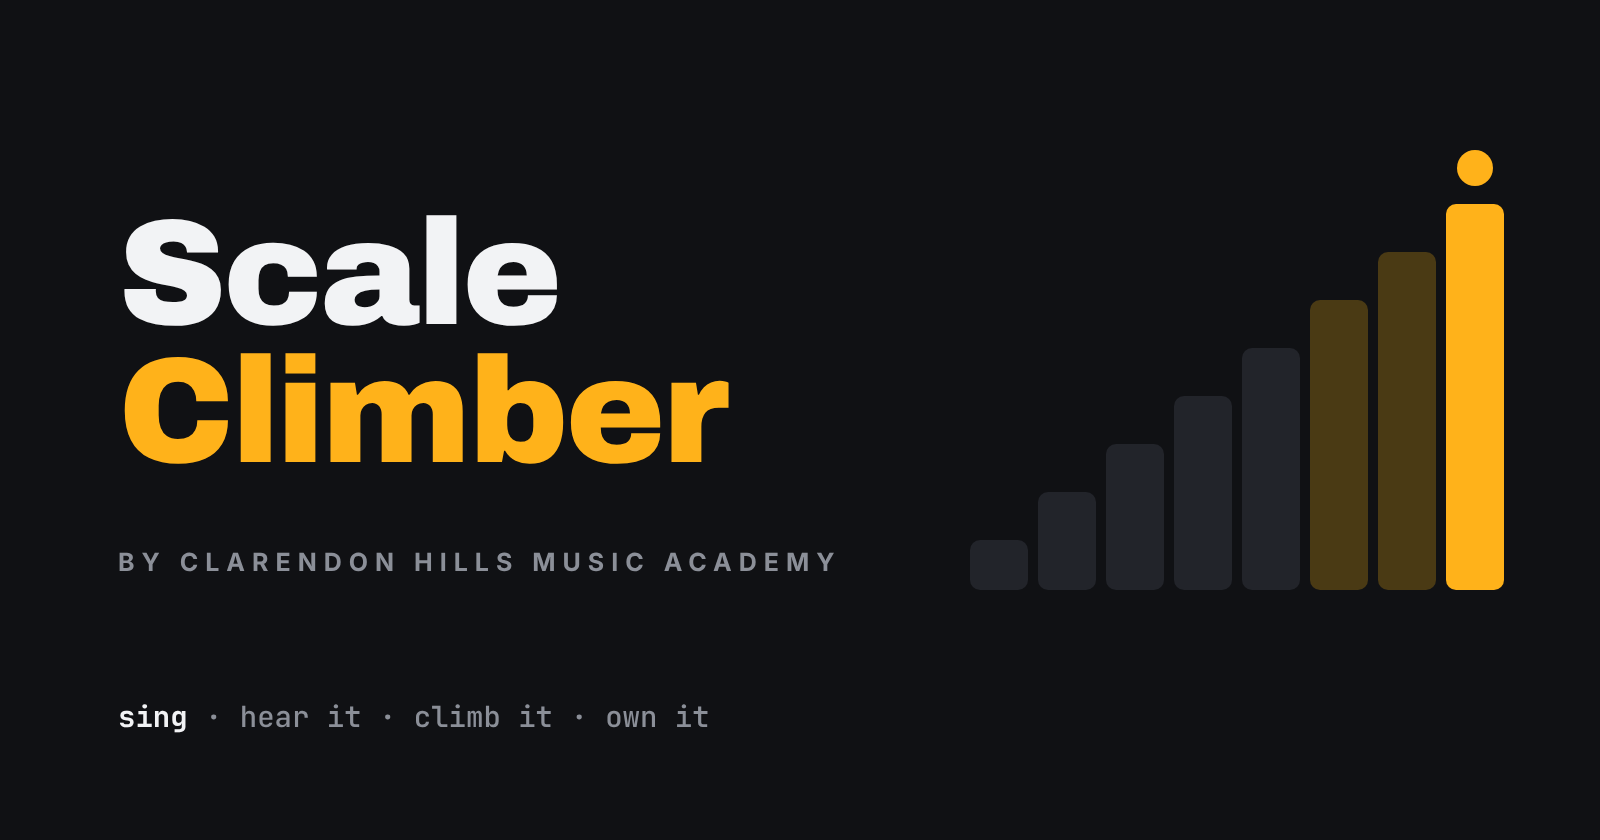 Scale
Climber
BY CLARENDON HILLS MUSIC ACADEMY
sing · hear it · climb it · own it